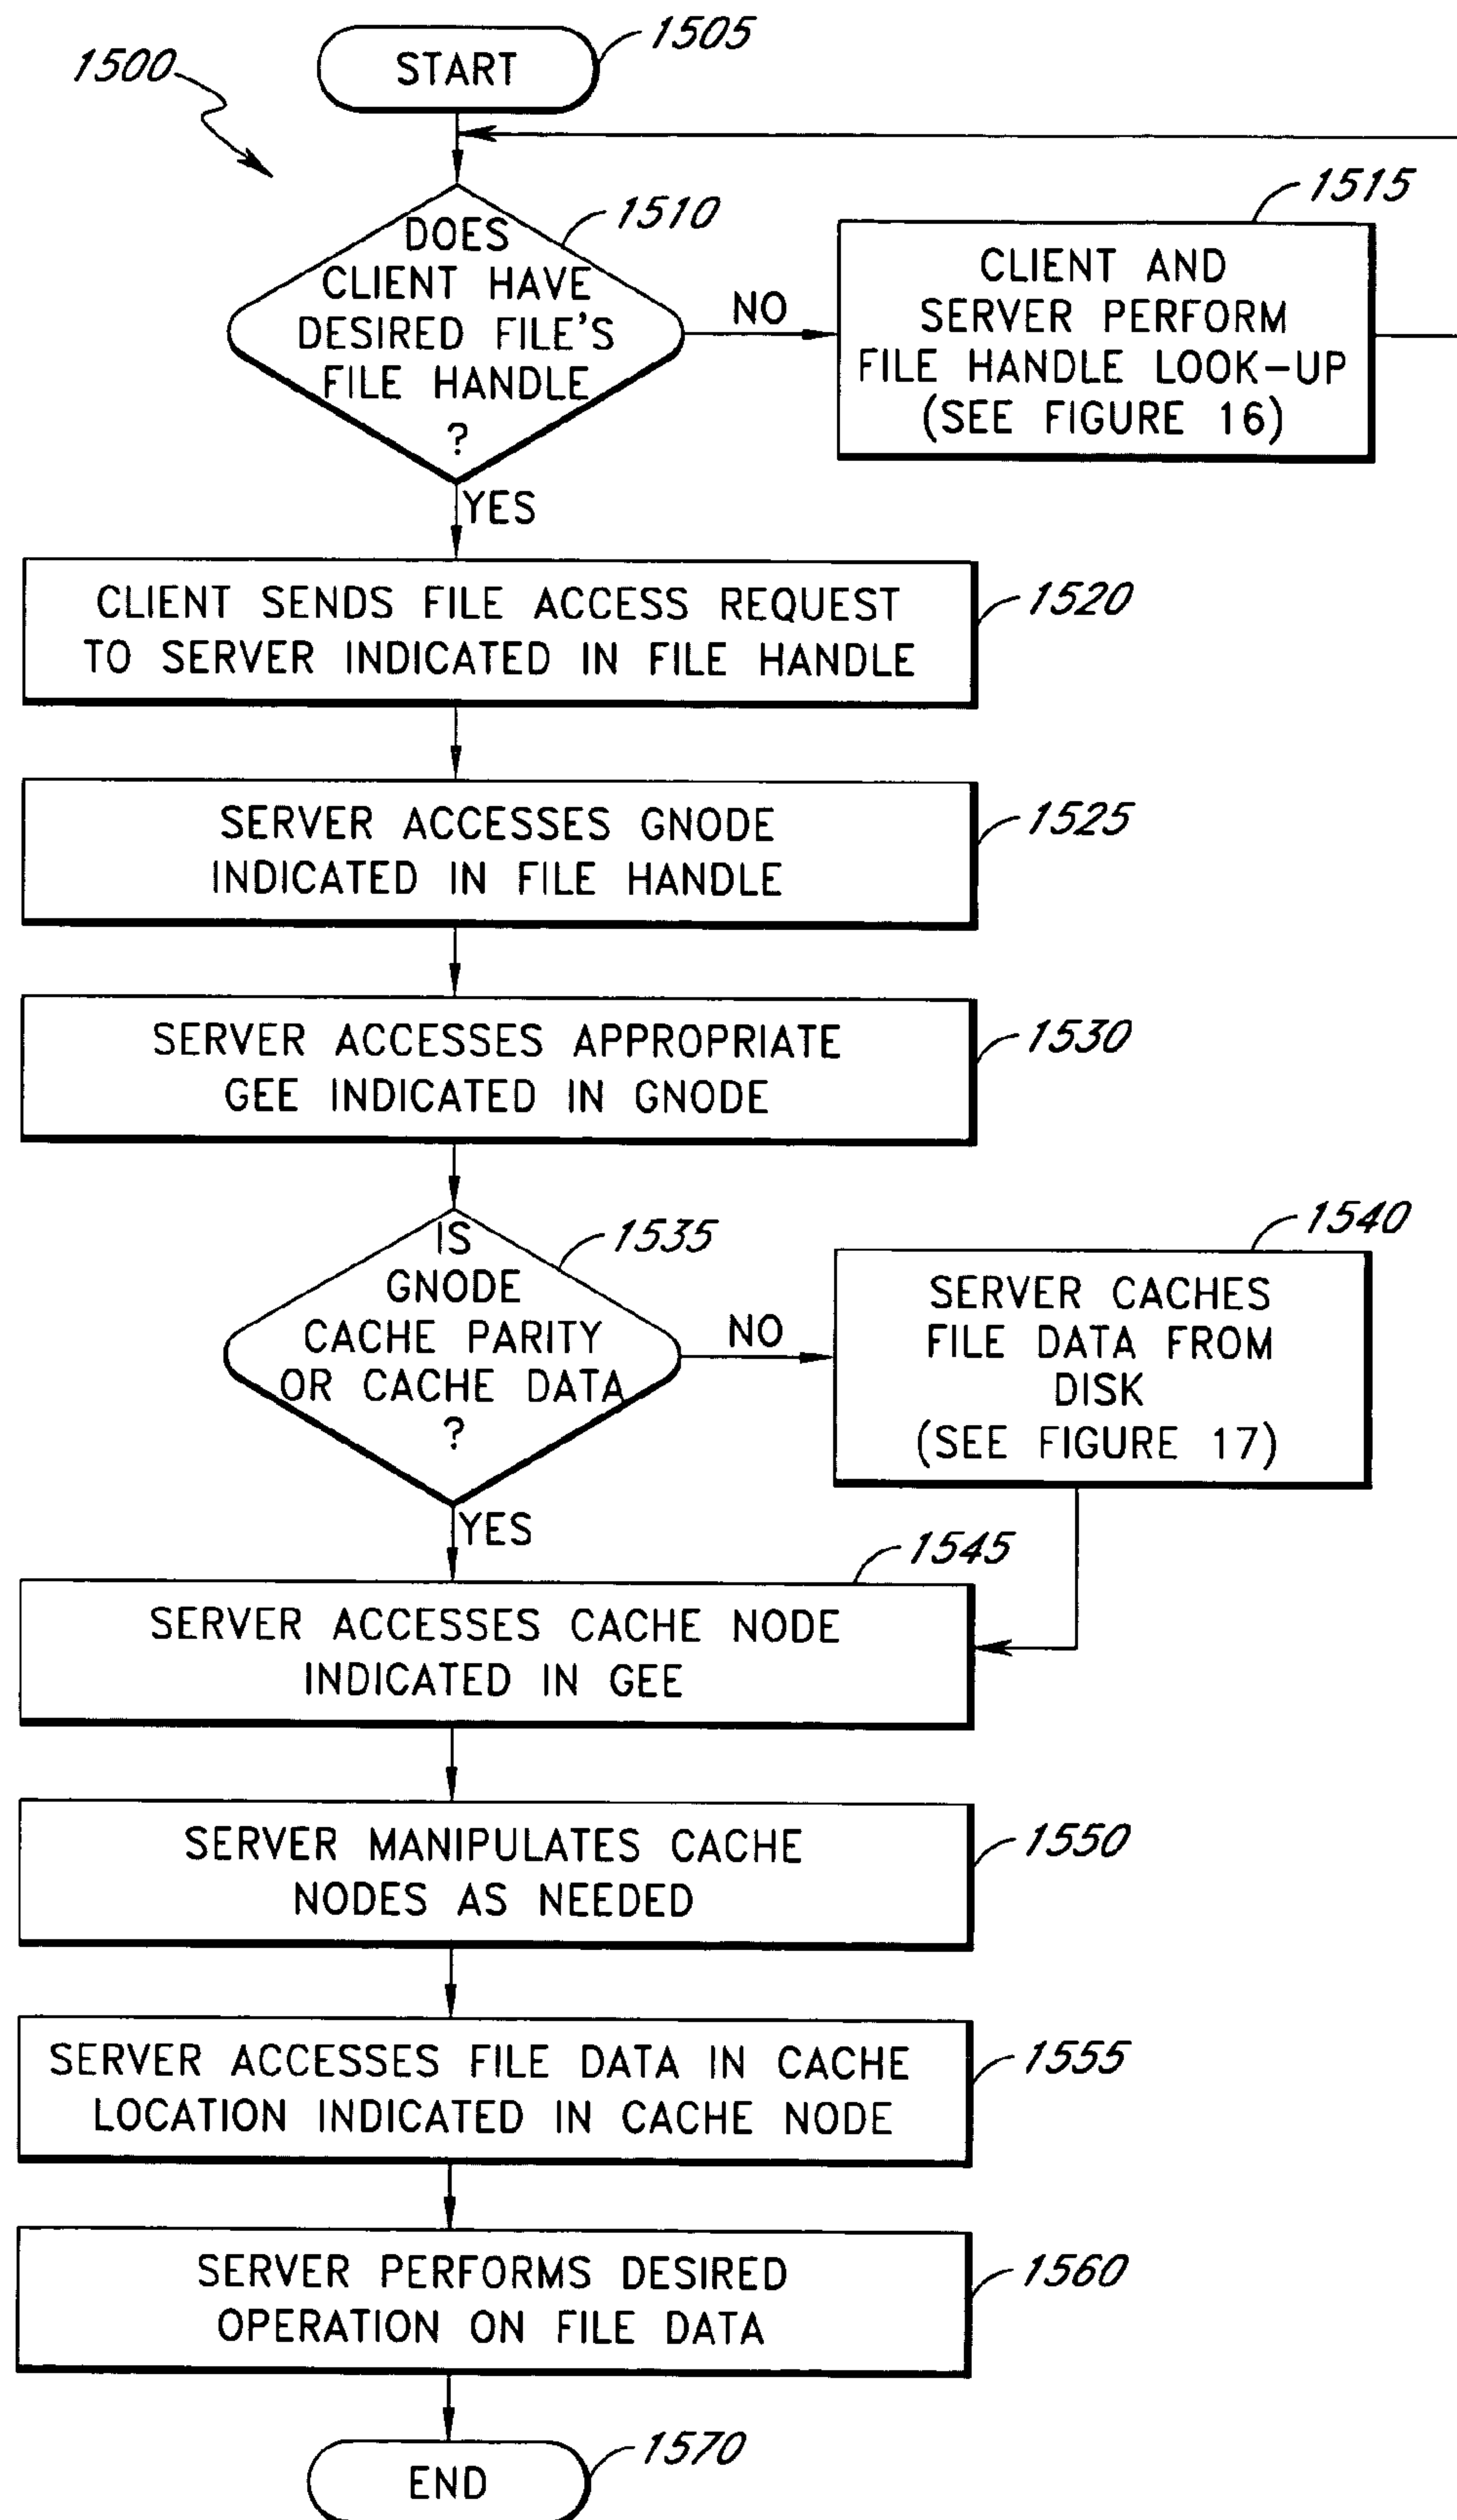 1500
START
1505
DOES
CLIENT HAVE
DESIRED FILE'S
FILE HANDLE
?
1510
NO
CLIENT AND
SERVER PERFORM
FILE HANDLE LOOK-UP
(SEE FIGURE 16)
1515
YES
CLIENT SENDS FILE ACCESS REQUEST
TO SERVER INDICATED IN FILE HANDLE
1520
SERVER ACCESSES GNODE
INDICATED IN FILE HANDLE
1525
SERVER ACCESSES APPROPRIATE
GEE INDICATED IN GNODE
1530
IS
GNODE
CACHE PARITY
OR CACHE DATA
?
1535
NO
SERVER CACHES
FILE DATA FROM
DISK
(SEE FIGURE 17)
1540
YES
SERVER ACCESSES CACHE NODE
INDICATED IN GEE
1545
SERVER MANIPULATES CACHE
NODES AS NEEDED
1550
SERVER ACCESSES FILE DATA IN CACHE
LOCATION INDICATED IN CACHE NODE
1555
SERVER PERFORMS DESIRED
OPERATION ON FILE DATA
1560
END
1570